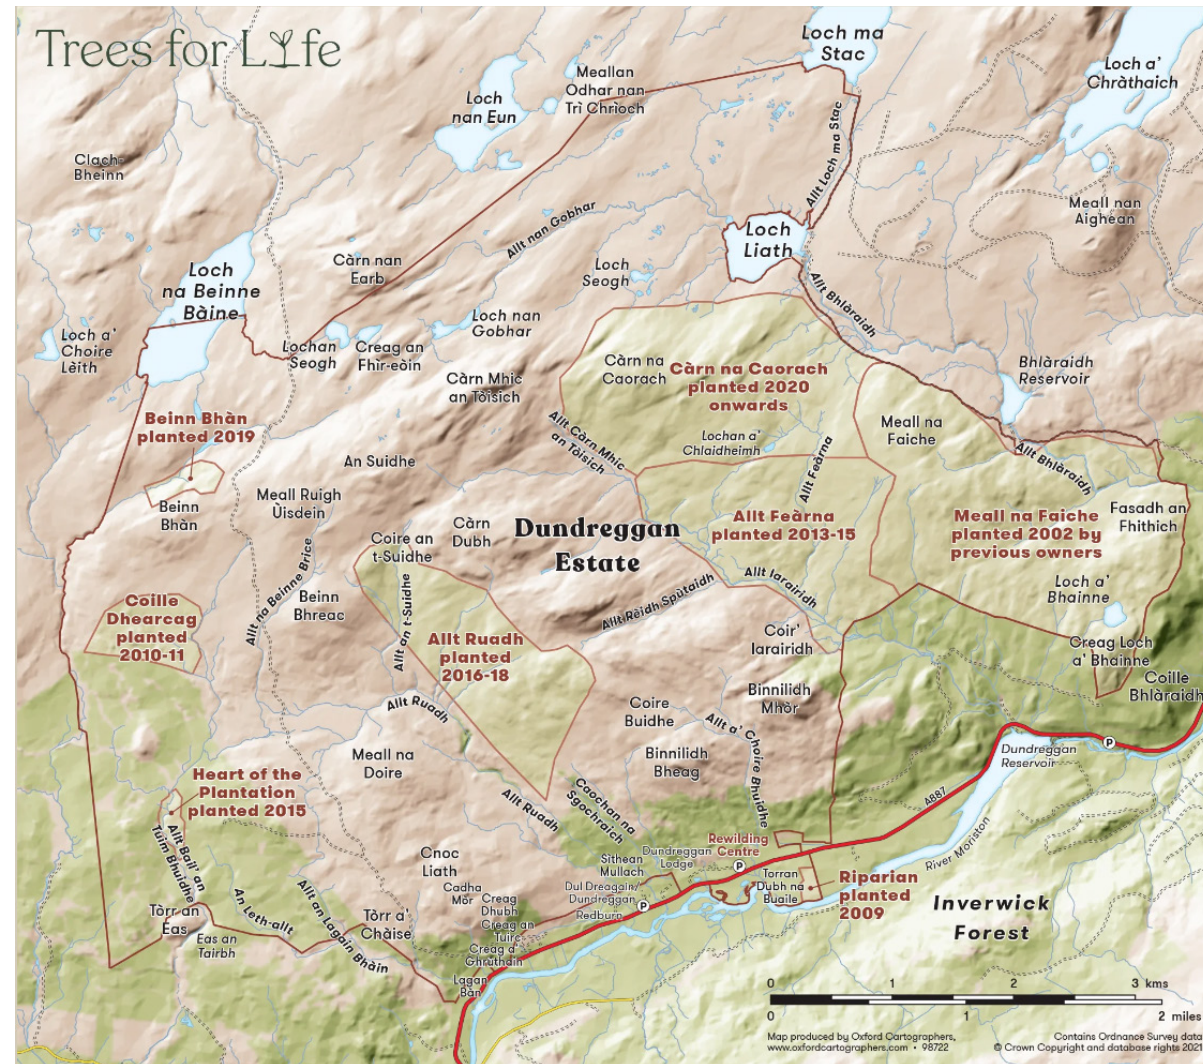 Trees for Life
Loch ma
Stac
Loch a'
Chràthaich
Meallan
Odhar nan
Trì Chrìoch
Loch
nan Eun
Clach
Bheinn
Allt Loch ma Stac
Meall nan
Aighean
Allt nan Gobhar
Loch
Liath
Càrn nan
Earb
Loch
Seogh
Loch
na Beinne
Bàine
Allt Bhlàraidh
Loch nan
Gobhar
Loch a'
Choire
Lèith
Lochan
Seogh
Creag an
Fhir-eòin
Càrn na
Caorach
Càrn na Caorach
planted 2020
onwards
Bhlàraidh
Reservoir
Càrn Mhic
an Tòisich
Beinn Bhàn
planted 2019
Meall na
Faiche
Allt Càrn Mhic
an Tòisich
Lochan a'
Chlaidheimh
Allt Feàrna
Allt Bhlàraidh
An Suidhe
Meall Ruigh
Ùisdein
Beinn
Bhàn
Càrn
Dubh
Dundreggan
Estate
Allt Feàrna
planted 2013-15
Meall na Faiche
planted 2002 by
previous owners
Fasadh an
Fhithich
Coire an
t-Suidhe
Allt na Beinne Brice
Beinn
Bhreac
Allt an t-Suidhe
Allt Rèidh Spùtaidh
Allt Iarairidh
Loch a'
Bhainne
Coille
Dhearcag
planted
2010-11
Allt Ruadh
planted
2016-18
Coir'
Iarairidh
Creag Loch
a' Bhainne
Coille
Bhlàraidh
Allt Ruadh
Coire
Buidhe
Binnilidh
Mhòr
Allt a' Choire Bhuidhe
Binnilidh
Bheag
P
Dundreggan
Reservoir
Meall na
Doire
Heart of the
Plantation
planted 2015
Allt Ruadh
Caochan na
Sgochraich
A887
Allt Bail' an
Tuim Bhuidhe
River Moriston
Rewilding
Centre
P
Dundreggan
Lodge
Sìthean
Mullach
Cnoc
Liath
Cadha
Mòr
Creag
Dhubh
Dul Dreagain/
Dundreggan
P
Redburn
Torran
Dubh na
Buaile
Riparian
planted
2009
Inverwick
Forest
An Leth-allt
Allt an Lagain Bhàin
Tòrr an
Eas
Eas an
Tairbh
Tòrr a'
Chàise
Creag an
Tuirc
Creag a'
Ghrùthain
Lagan
Bàn
0 1 2 3 kms
0 1 2 miles
Map produced by Oxford Cartographers,
www.oxfordcartographers.com • 98722
Contains Ordnance Survey data
© Crown Copyright and database rights 2021